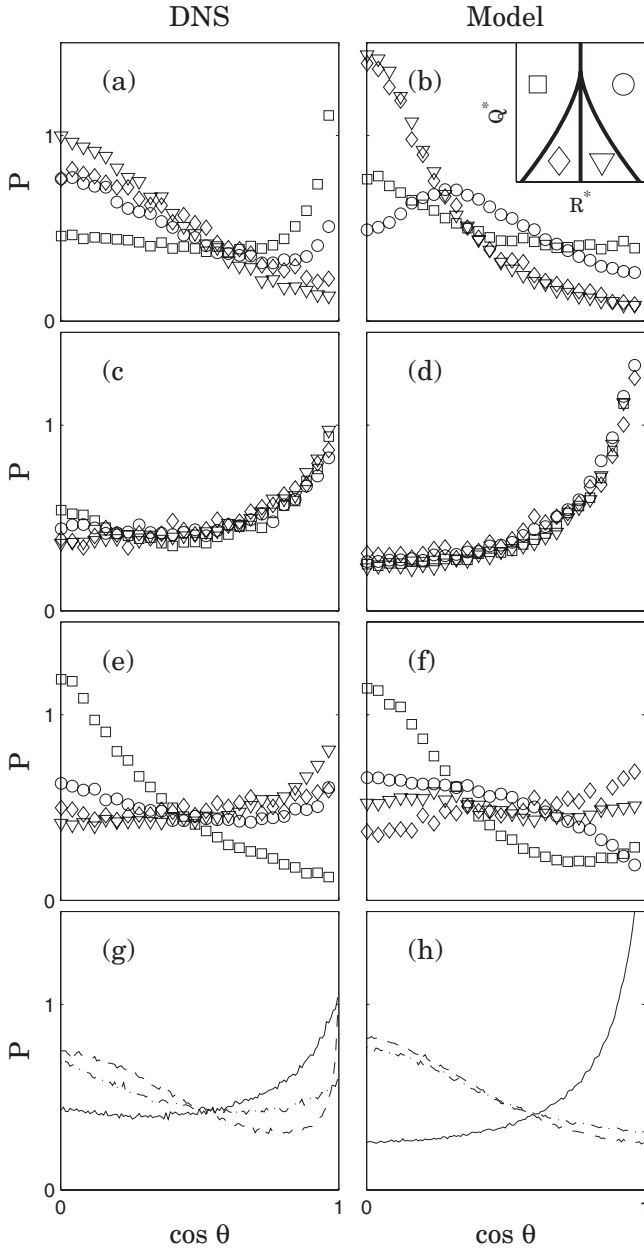 DNS Model
(a) (b)
Q*
R*
1
P
0
(c (d)
1
P
0
(e) (f)
1
P
0
(g) (h)
1
P
0
0 1 0 1
cos θ cos θ